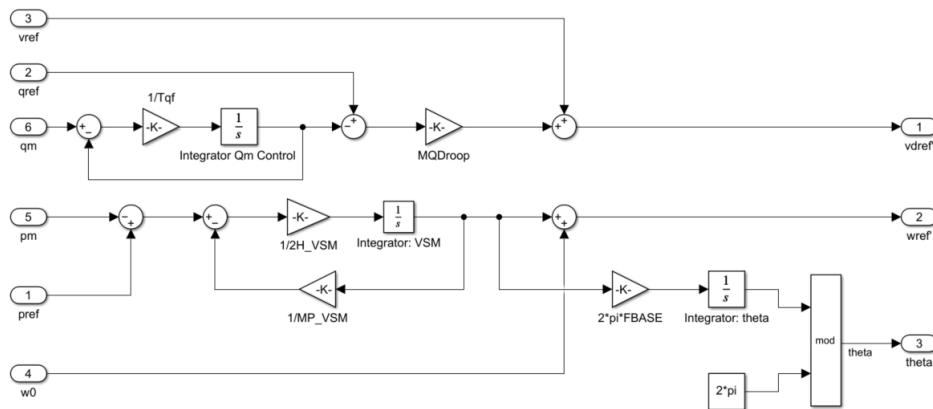 3
vref
2
qref
1/Tqf
6
qm
+
−
-K-
1
s
Integrator Qm Control
−
+
-K-
MQDroop
+
+
1
vdref'
5
pm
−
+
+
−
-K-
1/2H_VSM
1
s
Integrator: VSM
+
+
2
wref'
-K-
1/MP_VSM
1
pref
-K-
2*pi*FBASE
1
s
Integrator: theta
mod
theta
3
theta
4
w0
2*pi